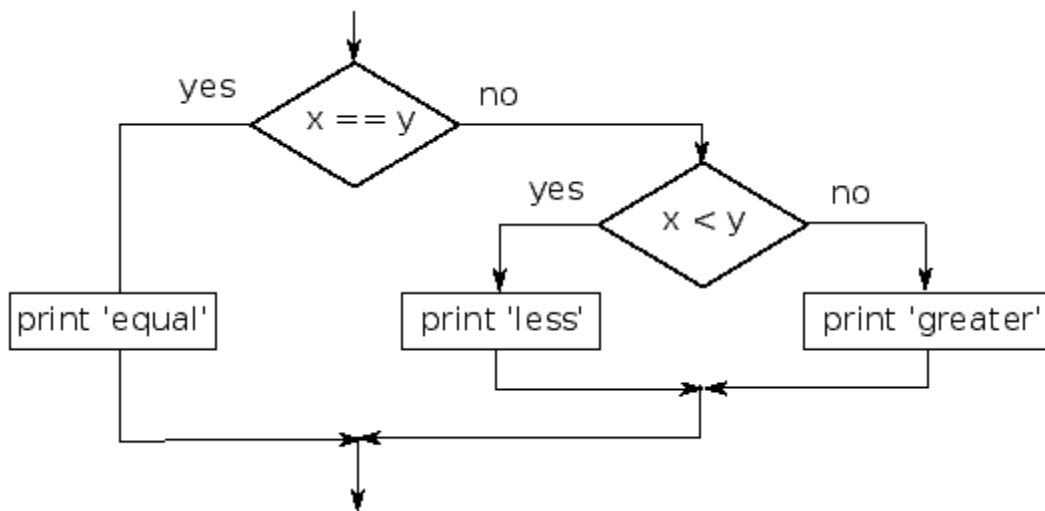 yes
x == y
no
yes
x < y
no
print 'equal'
print 'less'
print 'greater'